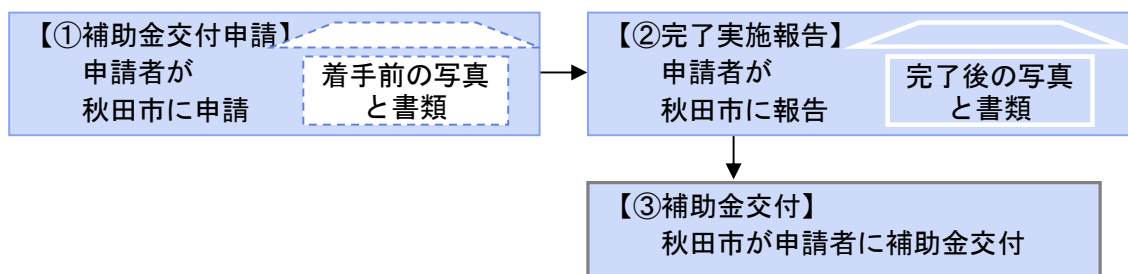 【①補助金交付申請】
申請者が
秋田市に申請
着手前の写真
と書類
【②完了実施報告】
申請者が
秋田市に報告
完了後の写真
と書類
【③補助金交付】
秋田市が申請者に補助金交付